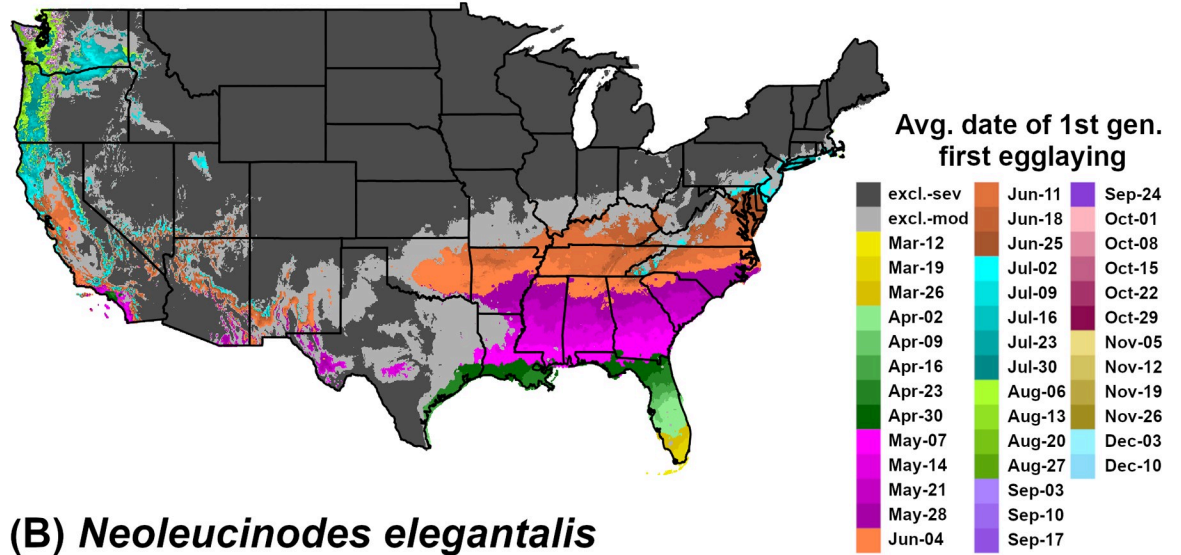 Avg. date of 1st gen.
first egglaying
excl.-sev
excl.-mod
Mar-12
Mar-19
Mar-26
Apr-02
Apr-09
Apr-16
Apr-23
Apr-30
May-07
May-14
May-21
May-28
Jun-04
Jun-11
Jun-18
Jun-25
Jul-02
Jul-09
Jul-16
Jul-23
Jul-30
Aug-06
Aug-13
Aug-20
Aug-27
Sep-03
Sep-10
Sep-17
Sep-24
Oct-01
Oct-08
Oct-15
Oct-22
Oct-29
Nov-05
Nov-12
Nov-19
Nov-26
Dec-03
Dec-10
(B) Neoleucinodes elegantalis